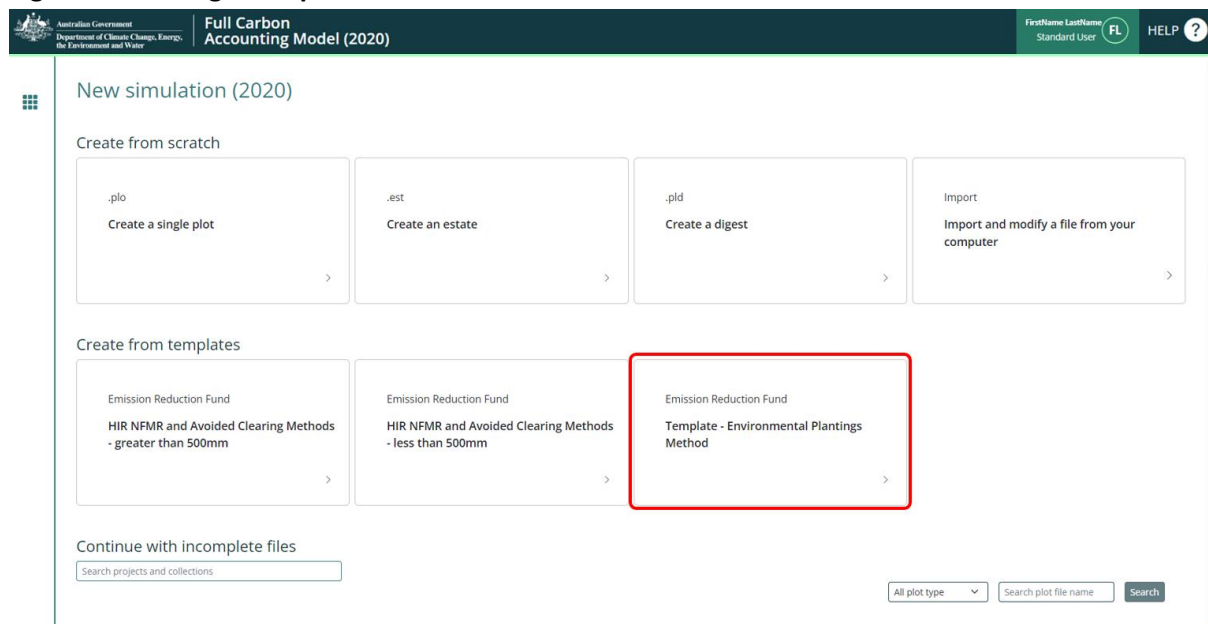 Australian Government
Department of Climate Change, Energy,
the Environment and Water
Full Carbon
Accounting Model (2020)
FirstName LastName
Standard User
FL
HELP ?
New simulation (2020)
Create from scratch
.plo
Create a single plot
.est
Create an estate
.pld
Create a digest
Import
Import and modify a file from your
computer
Create from templates
Emission Reduction Fund
HIR NFMR and Avoided Clearing Methods
- greater than 500mm
Emission Reduction Fund
HIR NFMR and Avoided Clearing Methods
- less than 500mm
Emission Reduction Fund
Template - Environmental Plantings
Method
Continue with incomplete files
Search projects and collections
All plot type
Search plot file name
Search